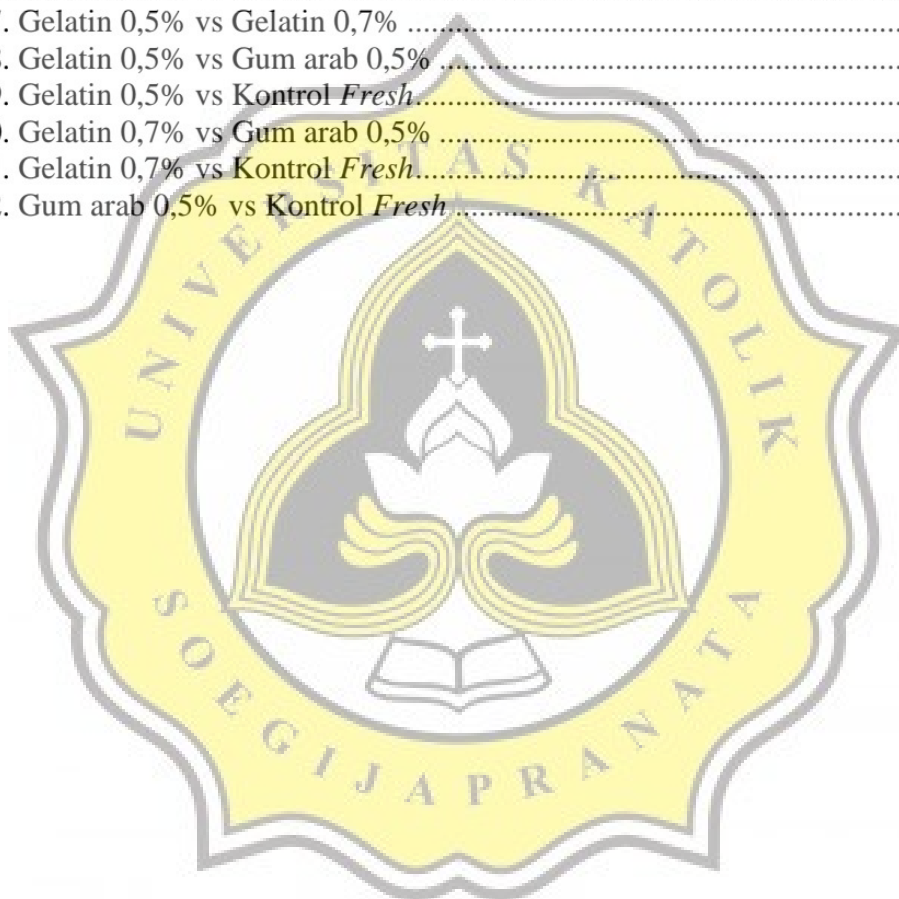 . Gelatin 0,5% vs Gelatin 0,7% ......................................................................
. Gelatin 0,5% vs Gum arab 0,5% ..................................................................
. Gelatin 0,5% vs Kontrol Fresh......................................................................
. Gelatin 0,7% vs Gum arab 0,5% ..................................................................
. Gelatin 0,7% vs Kontrol Fresh......................................................................
. Gum arab 0,5% vs Kontrol Fresh ................................................................
UNIVERSITAS KATOLIK
SOEGIJAPRANATA